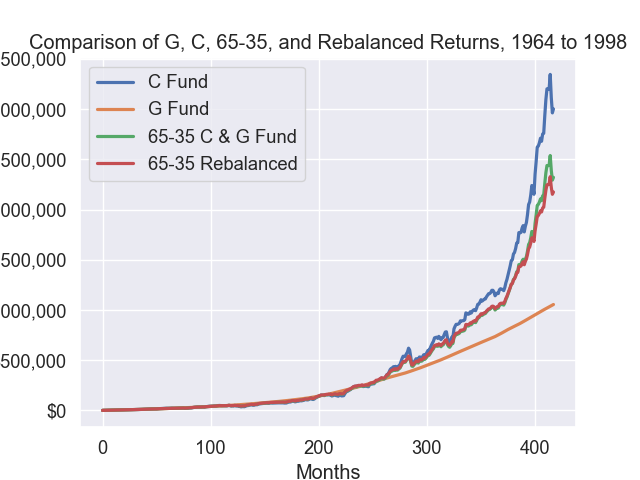 Comparison of G, C, 65-35, and Rebalanced Returns, 1964 to 1998
C Fund
G Fund
65-35 C & G Fund
65-35 Rebalanced
500,000
000,000
500,000
000,000
500,000
000,000
500,000
$0
0 100 200 300 400
Months